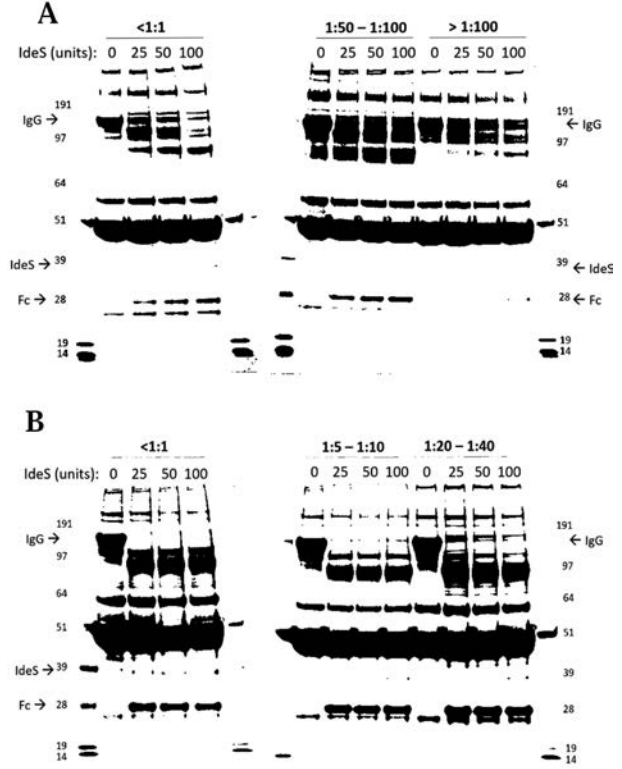 A
<1:1
1:50 – 1:100
> 1:100
IdeS (units): 0 25 50 100
0 25 50 100 0 25 50 100
191
191
IgG →
← IgG
97
97
64
64
51
51
IdeS →
39
39
← IdeS
Fc →
28
28
← Fc
19
19
14
14
B
<1:1
1:5 – 1:10
1:20 – 1:40
IdeS (units): 0 25 50 100
0 25 50 100 0 25 50 100
191
191
IgG →
← IgG
97
97
64
64
51
51
IdeS →
39
39
Fc →
28
28
19
19
14
14